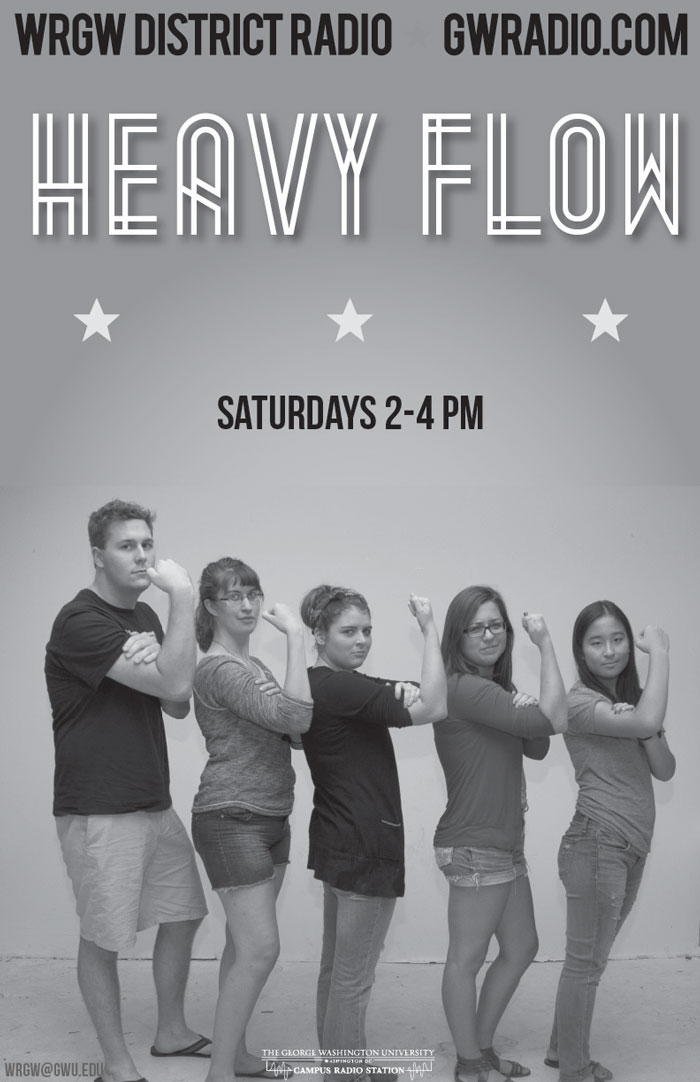 WRGW DISTRICT RADIO ★ GWRADIO.COM
HEAVY FLOW
SATURDAYS 2-4 PM
THE GEORGE WASHINGTON UNIVERSITY
WASHINGTON DC
CAMPUS RADIO STATION
WRGW@GWU.EDU